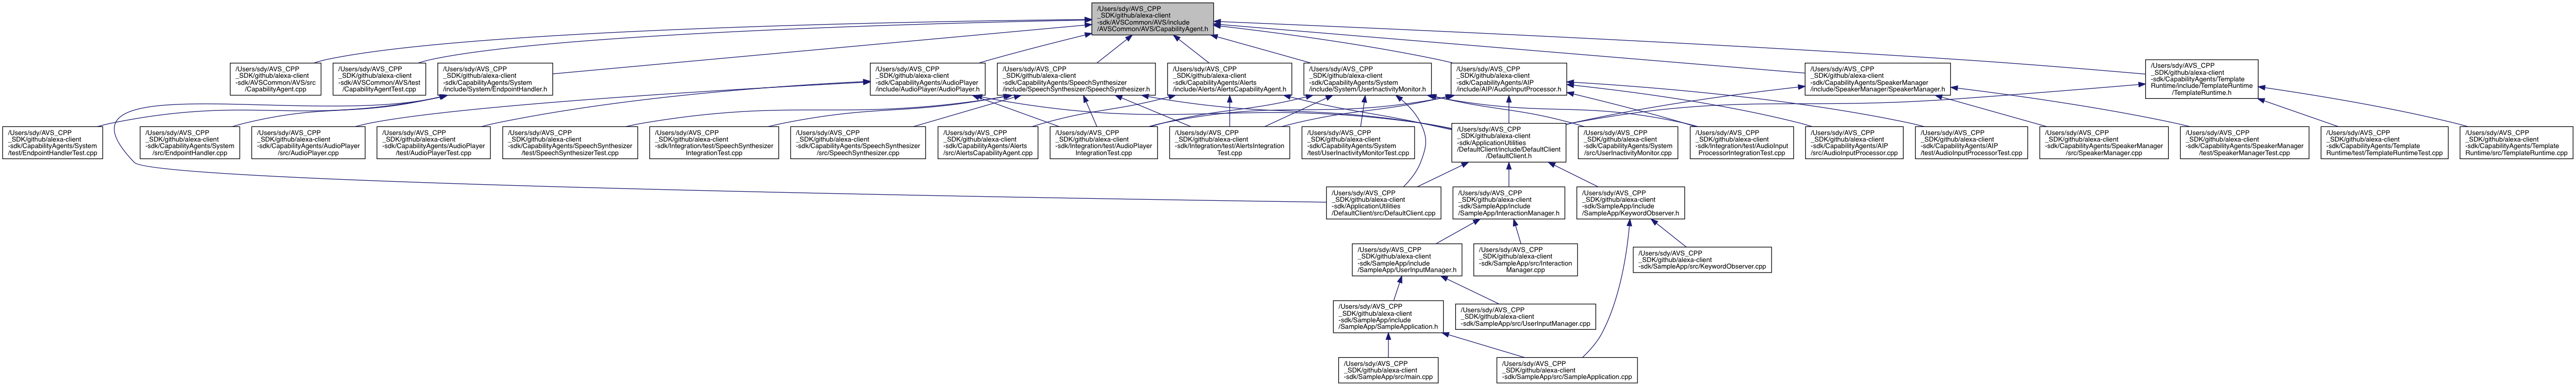 /Users/sdy/AVS_CPP
_SDK/github/alexa-client
-sdk/AVSCommon/AVS/include
/AVSCommon/AVS/CapabilityAgent.h
/Users/sdy/AVS_CPP
_SDK/github/alexa-client
-sdk/AVSCommon/AVS/src
/CapabilityAgent.cpp
/Users/sdy/AVS_CPP
_SDK/github/alexa-client
-sdk/AVSCommon/AVS/test
/CapabilityAgentTest.cpp
/Users/sdy/AVS_CPP
_SDK/github/alexa-client
-sdk/CapabilityAgents/System
/include/System/EndpointHandler.h
/Users/sdy/AVS_CPP
_SDK/github/alexa-client
-sdk/CapabilityAgents/AudioPlayer
/include/AudioPlayer/AudioPlayer.h
/Users/sdy/AVS_CPP
_SDK/github/alexa-client
-sdk/CapabilityAgents/SpeechSynthesizer
/include/SpeechSynthesizer/SpeechSynthesizer.h
/Users/sdy/AVS_CPP
_SDK/github/alexa-client
-sdk/CapabilityAgents/Alerts
/include/Alerts/AlertsCapabilityAgent.h
/Users/sdy/AVS_CPP
_SDK/github/alexa-client
-sdk/CapabilityAgents/System
/include/System/UserInactivityMonitor.h
/Users/sdy/AVS_CPP
_SDK/github/alexa-client
-sdk/CapabilityAgents/AIP
/include/AIP/AudioInputProcessor.h
/Users/sdy/AVS_CPP
_SDK/github/alexa-client
-sdk/CapabilityAgents/SpeakerManager
/include/SpeakerManager/SpeakerManager.h
/Users/sdy/AVS_CPP
_SDK/github/alexa-client
-sdk/CapabilityAgents/Template
Runtime/include/TemplateRuntime
/TemplateRuntime.h
/Users/sdy/AVS_CPP
_SDK/github/alexa-client
-sdk/CapabilityAgents/System
/test/EndpointHandlerTest.cpp
/Users/sdy/AVS_CPP
_SDK/github/alexa-client
-sdk/CapabilityAgents/System
/src/EndpointHandler.cpp
/Users/sdy/AVS_CPP
_SDK/github/alexa-client
-sdk/CapabilityAgents/AudioPlayer
/src/AudioPlayer.cpp
/Users/sdy/AVS_CPP
_SDK/github/alexa-client
-sdk/CapabilityAgents/AudioPlayer
/test/AudioPlayerTest.cpp
/Users/sdy/AVS_CPP
_SDK/github/alexa-client
-sdk/CapabilityAgents/SpeechSynthesizer
/test/SpeechSynthesizerTest.cpp
/Users/sdy/AVS_CPP
_SDK/github/alexa-client
-sdk/Integration/test/SpeechSynthesizer
IntegrationTest.cpp
/Users/sdy/AVS_CPP
_SDK/github/alexa-client
-sdk/CapabilityAgents/SpeechSynthesizer
/src/SpeechSynthesizer.cpp
/Users/sdy/AVS_CPP
_SDK/github/alexa-client
-sdk/CapabilityAgents/Alerts
/src/AlertsCapabilityAgent.cpp
/Users/sdy/AVS_CPP
_SDK/github/alexa-client
-sdk/Integration/test/AudioPlayer
IntegrationTest.cpp
/Users/sdy/AVS_CPP
_SDK/github/alexa-client
-sdk/Integration/test/AlertsIntegration
Test.cpp
/Users/sdy/AVS_CPP
_SDK/github/alexa-client
-sdk/CapabilityAgents/System
/test/UserInactivityMonitorTest.cpp
/Users/sdy/AVS_CPP
_SDK/github/alexa-client
-sdk/ApplicationUtilities
/DefaultClient/include/DefaultClient
/DefaultClient.h
/Users/sdy/AVS_CPP
_SDK/github/alexa-client
-sdk/CapabilityAgents/System
/src/UserInactivityMonitor.cpp
/Users/sdy/AVS_CPP
_SDK/github/alexa-client
-sdk/Integration/test/AudioInput
ProcessorIntegrationTest.cpp
/Users/sdy/AVS_CPP
_SDK/github/alexa-client
-sdk/CapabilityAgents/AIP
/src/AudioInputProcessor.cpp
/Users/sdy/AVS_CPP
_SDK/github/alexa-client
-sdk/CapabilityAgents/AIP
/test/AudioInputProcessorTest.cpp
/Users/sdy/AVS_CPP
_SDK/github/alexa-client
-sdk/CapabilityAgents/SpeakerManager
/src/SpeakerManager.cpp
/Users/sdy/AVS_CPP
_SDK/github/alexa-client
-sdk/CapabilityAgents/SpeakerManager
/test/SpeakerManagerTest.cpp
/Users/sdy/AVS_CPP
_SDK/github/alexa-client
-sdk/CapabilityAgents/Template
Runtime/test/TemplateRuntimeTest.cpp
/Users/sdy/AVS_CPP
_SDK/github/alexa-client
-sdk/CapabilityAgents/Template
Runtime/src/TemplateRuntime.cpp
/Users/sdy/AVS_CPP
_SDK/github/alexa-client
-sdk/ApplicationUtilities
/DefaultClient/src/DefaultClient.cpp
/Users/sdy/AVS_CPP
_SDK/github/alexa-client
-sdk/SampleApp/include
/SampleApp/InteractionManager.h
/Users/sdy/AVS_CPP
_SDK/github/alexa-client
-sdk/SampleApp/include
/SampleApp/KeywordObserver.h
/Users/sdy/AVS_CPP
_SDK/github/alexa-client
-sdk/SampleApp/include
/SampleApp/UserInputManager.h
/Users/sdy/AVS_CPP
_SDK/github/alexa-client
-sdk/SampleApp/src/Interaction
Manager.cpp
/Users/sdy/AVS_CPP
_SDK/github/alexa-client
-sdk/SampleApp/src/KeywordObserver.cpp
/Users/sdy/AVS_CPP
_SDK/github/alexa-client
-sdk/SampleApp/include
/SampleApp/SampleApplication.h
/Users/sdy/AVS_CPP
_SDK/github/alexa-client
-sdk/SampleApp/src/UserInputManager.cpp
/Users/sdy/AVS_CPP
_SDK/github/alexa-client
-sdk/SampleApp/src/main.cpp
/Users/sdy/AVS_CPP
_SDK/github/alexa-client
-sdk/SampleApp/src/SampleApplication.cpp